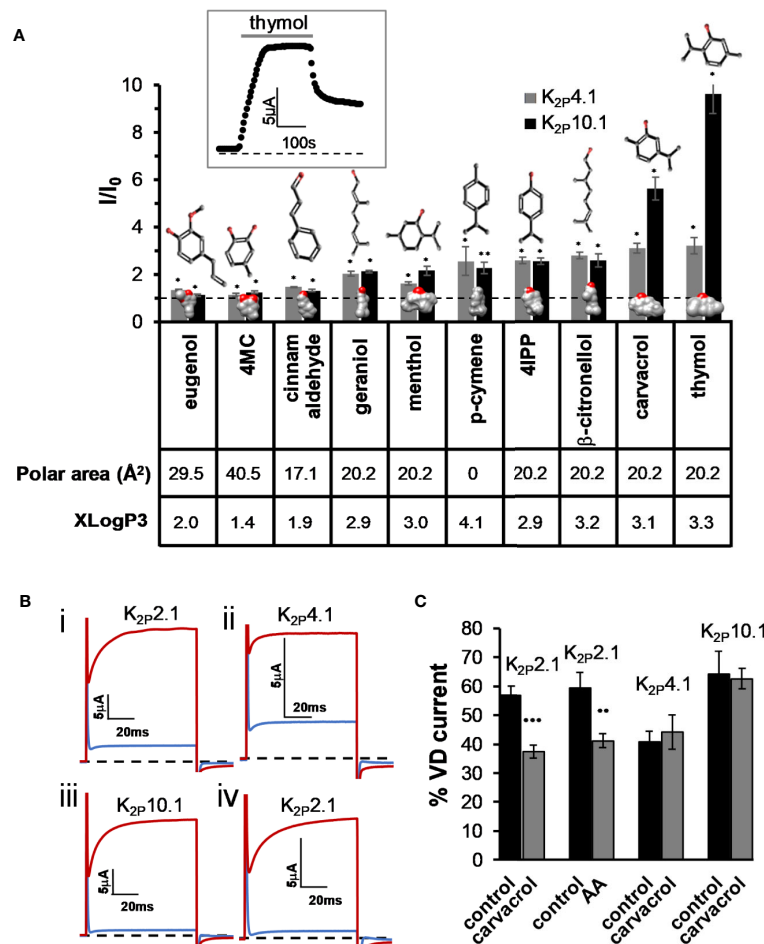 A
thymol
5µA
100s
K2P4.1
K2P10.1
I/I0
10
8
6
4
2
0
* * * * * * * * * * * ** * * * * * * * *
eugenol
4MC
cinnam aldehyde
geraniol
menthol
p-cymene
4IPP
β-citronellol
carvacrol
thymol
Polar area (Å²) 29.5 40.5 17.1 20.2 20.2 0 20.2 20.2 20.2 20.2
XLogP3 2.0 1.4 1.9 2.9 3.0 4.1 2.9 3.2 3.1 3.3
B
i K2P2.1
5µA
20ms
ii K2P4.1
5µA
20ms
iii K2P10.1
5µA
20ms
iv K2P2.1
5µA
20ms
C
% VD current
80
70
60
50
40
30
20
10
0
K2P2.1
K2P2.1
K2P4.1
K2P10.1
***
**
control
carvacrol
control
AA
control
carvacrol
control
carvacrol